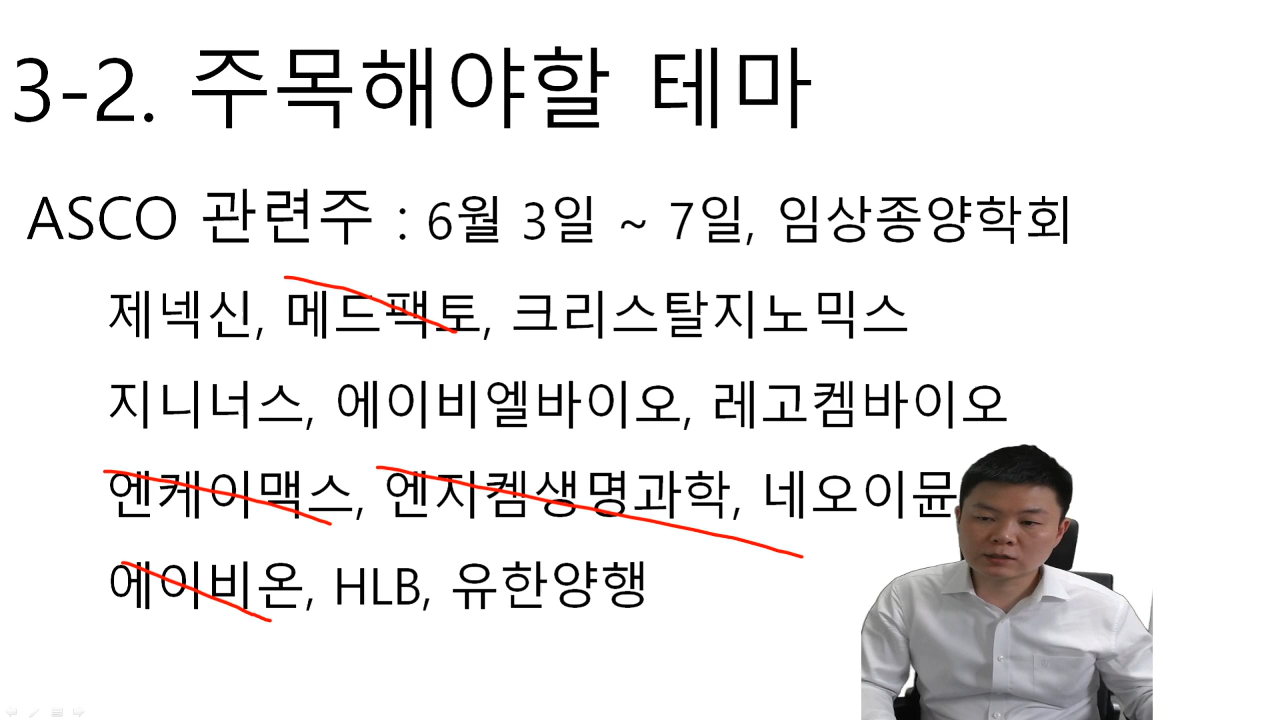 3-2. 주목해야할 테마
ASCO 관련주 : 6월 3일 ~ 7일, 임상종양학회
제넥신, 메드팩토, 크리스탈지노믹스
지니너스, 에이비엘바이오, 레고켐바이오
엔케이맥스, 엔지켐생명과학, 네오이뮨
에이비온, HLB, 유한양행